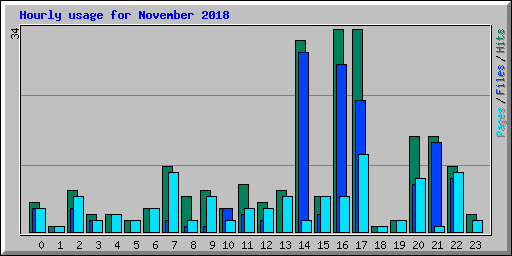 Hourly usage for November 2018
34
Pages/Files/Hits
0 1 2 3 4 5 6 7 8 9 10 11 12 13 14 15 16 17 18 19 20 21 22 23